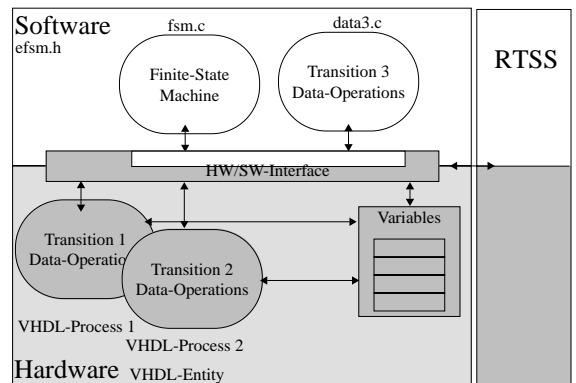 Software
efsm.h
fsm.c
data3.c
RTSS
Finite-State
Machine
Transition 3
Data-Operations
HW/SW-Interface
Transition 1
Data-Operatio
Transition 2
Data-Operations
Variables
VHDL-Process 1
VHDL-Process 2
Hardware
VHDL-Entity